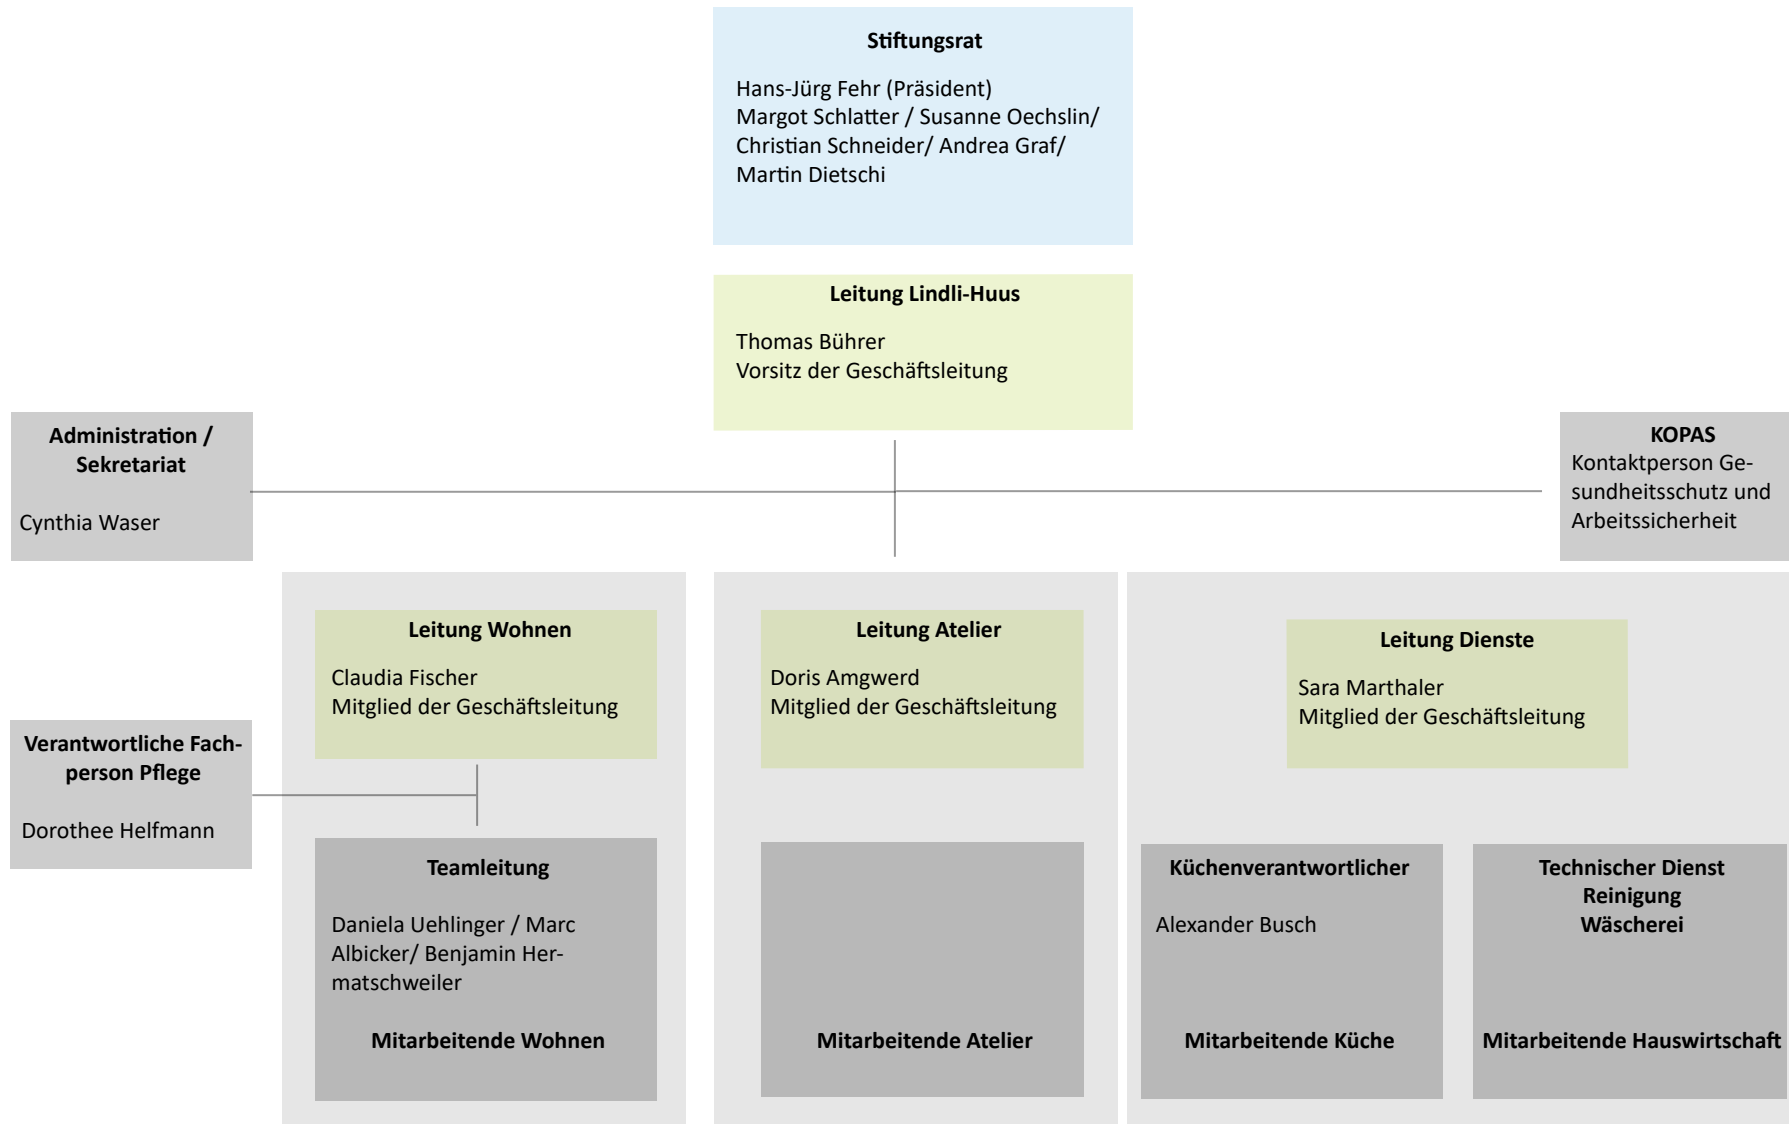 Stiftungsrat
Hans-Jürg Fehr (Präsident)
Margot Schlatter / Susanne Oechslin/
Christian Schneider/ Andrea Graf/
Martin Dietschi
Leitung Lindli-Huus
Thomas Bührer
Vorsitz der Geschäftsleitung
Administration /
Sekretariat
Cynthia Waser
KOPAS
Kontaktperson Ge-
sundheitsschutz und
Arbeitssicherheit
Leitung Wohnen
Claudia Fischer
Mitglied der Geschäftsleitung
Leitung Atelier
Doris Amgwerd
Mitglied der Geschäftsleitung
Leitung Dienste
Sara Marthaler
Mitglied der Geschäftsleitung
Verantwortliche Fach-
person Pflege
Dorothee Helfmann
Teamleitung
Daniela Uehlinger / Marc
Albicker/ Benjamin Her-
matschweiler
Mitarbeitende Wohnen
Mitarbeitende Atelier
Küchenverantwortlicher
Alexander Busch
Mitarbeitende Küche
Technischer Dienst
Reinigung
Wäscherei
Mitarbeitende Hauswirtschaft